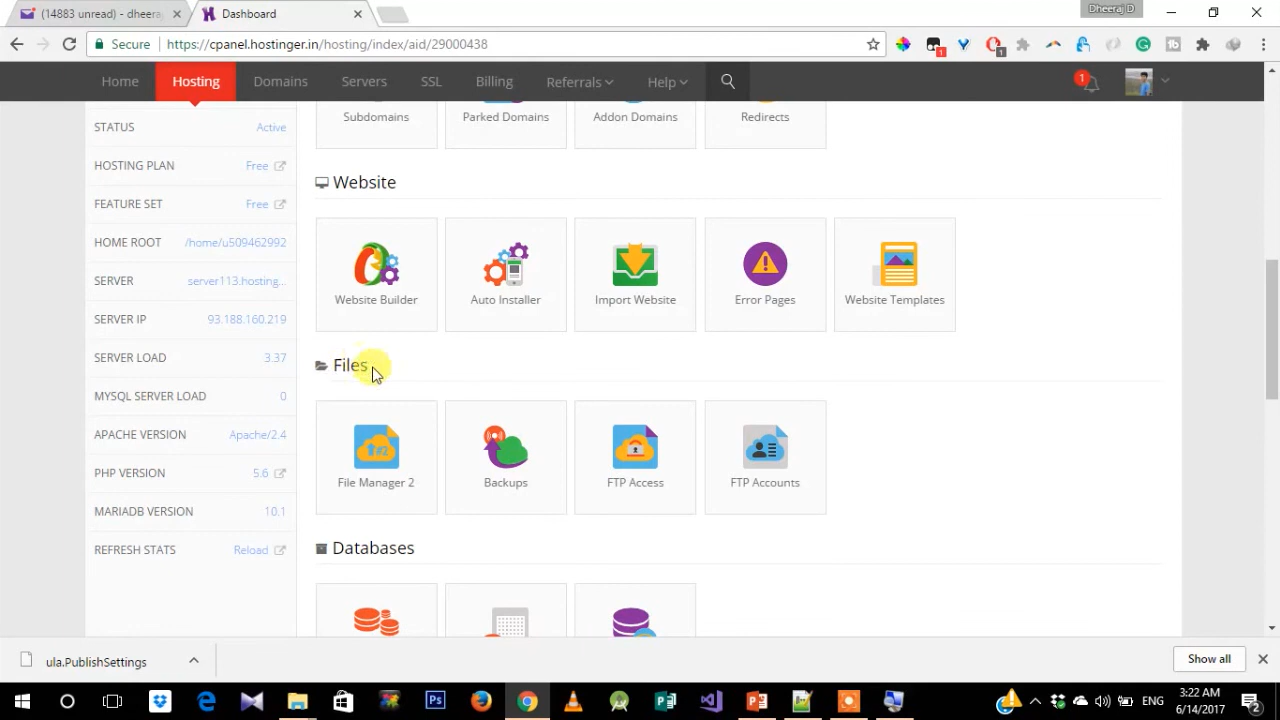 (14883 unread) - dheera
Dashboard
Dheeraj D
Secure
https://cpanel.hostinger.in/hosting/index/aid/29000438
Home
Hosting
Domains
Servers
SSL
Billing
Referrals
Help
1
Subdomains
Parked Domains
Addon Domains
Redirects
STATUS Active
HOSTING PLAN Free
FEATURE SET Free
HOME ROOT /home/u509462992
SERVER server113.hosting...
SERVER IP 93.188.160.219
SERVER LOAD 3.37
MYSQL SERVER LOAD 0
APACHE VERSION Apache/2.4
PHP VERSION 5.6
MARIADB VERSION 10.1
REFRESH STATS Reload
Website
Website Builder
Auto Installer
Import Website
Error Pages
Website Templates
Files
File Manager 2
Backups
FTP Access
FTP Accounts
Databases
ula.PublishSettings
Show all
ENG
3:22 AM
6/14/2017